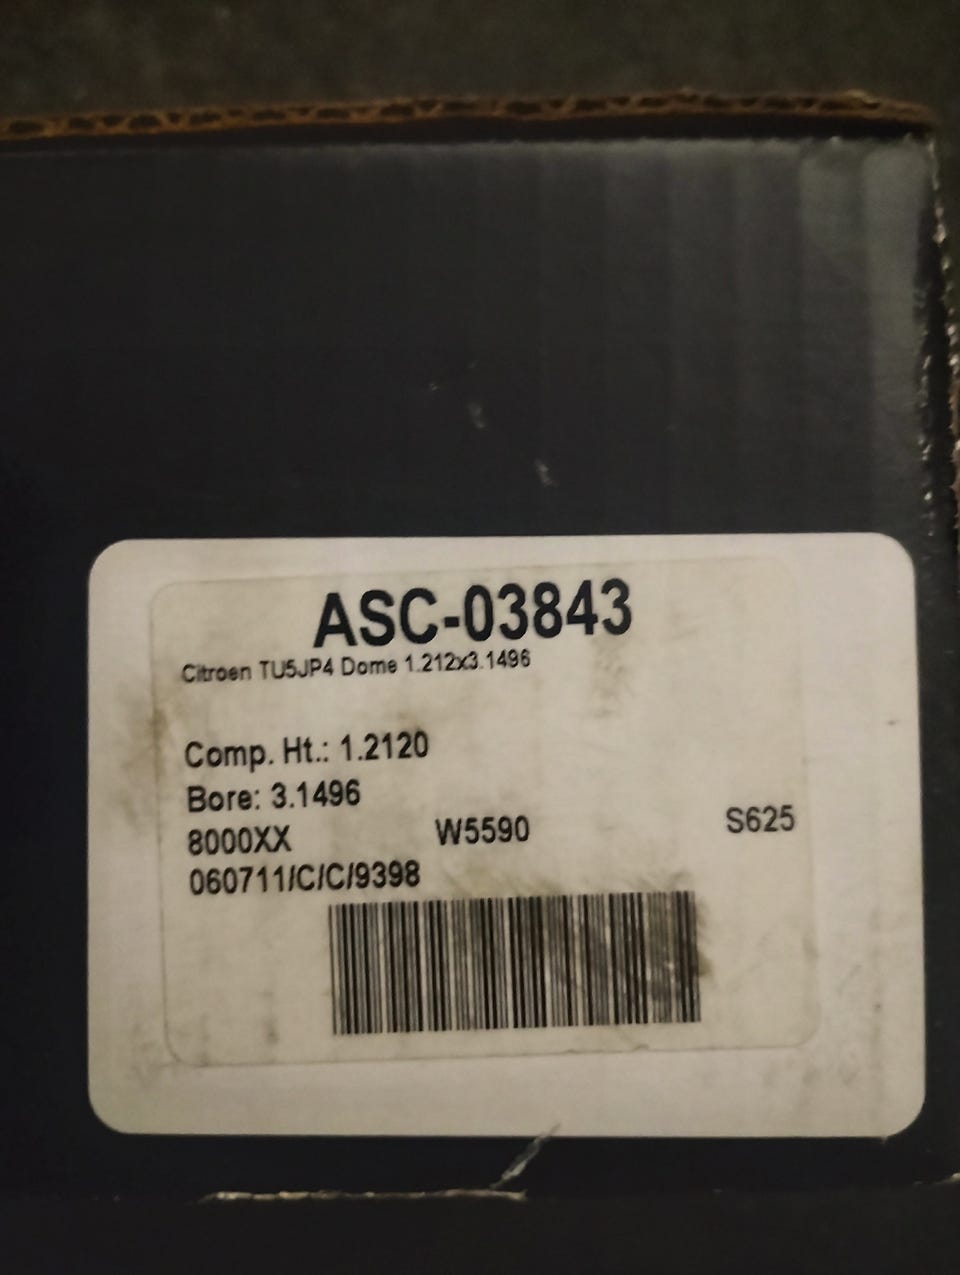 ASC-03843
Citroen TU5JP4 Dome 1.212x3.1496
Comp. Ht.: 1.2120
Bore: 3.1496
8000XX W5590 S625
060711/C/C/9398